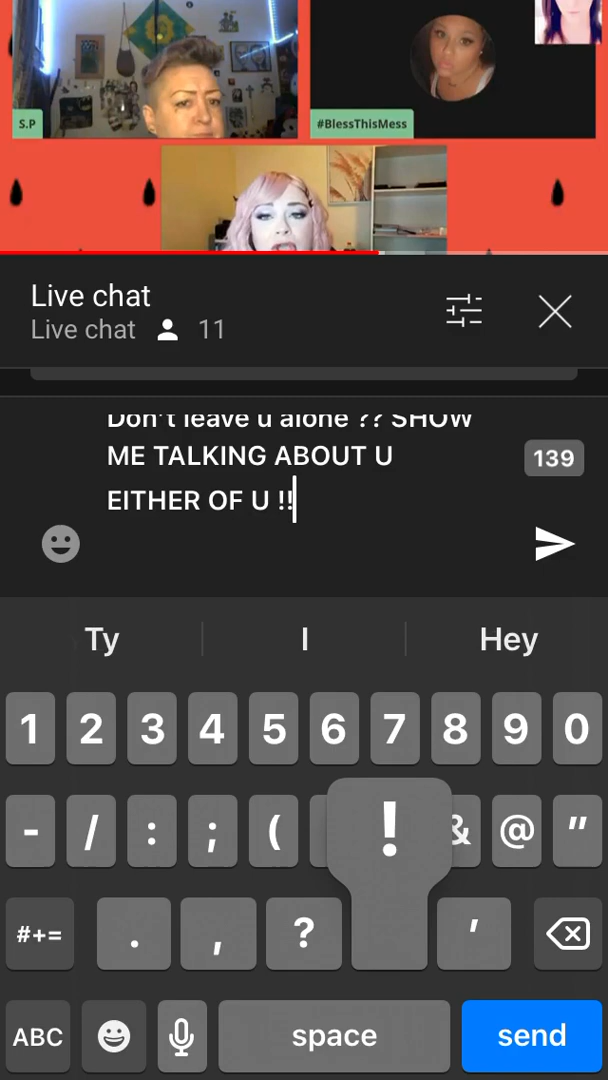 S.P
#BlessThisMess
Live chat
Live chat 11
Don't leave u alone ?? SHOW
ME TALKING ABOUT U
139
EITHER OF U !!
Ty I Hey
1 2 3 4 5 6 7 8 9 0
- / : ; ( & @ "
!
#+= . , ? ' 
ABC space send